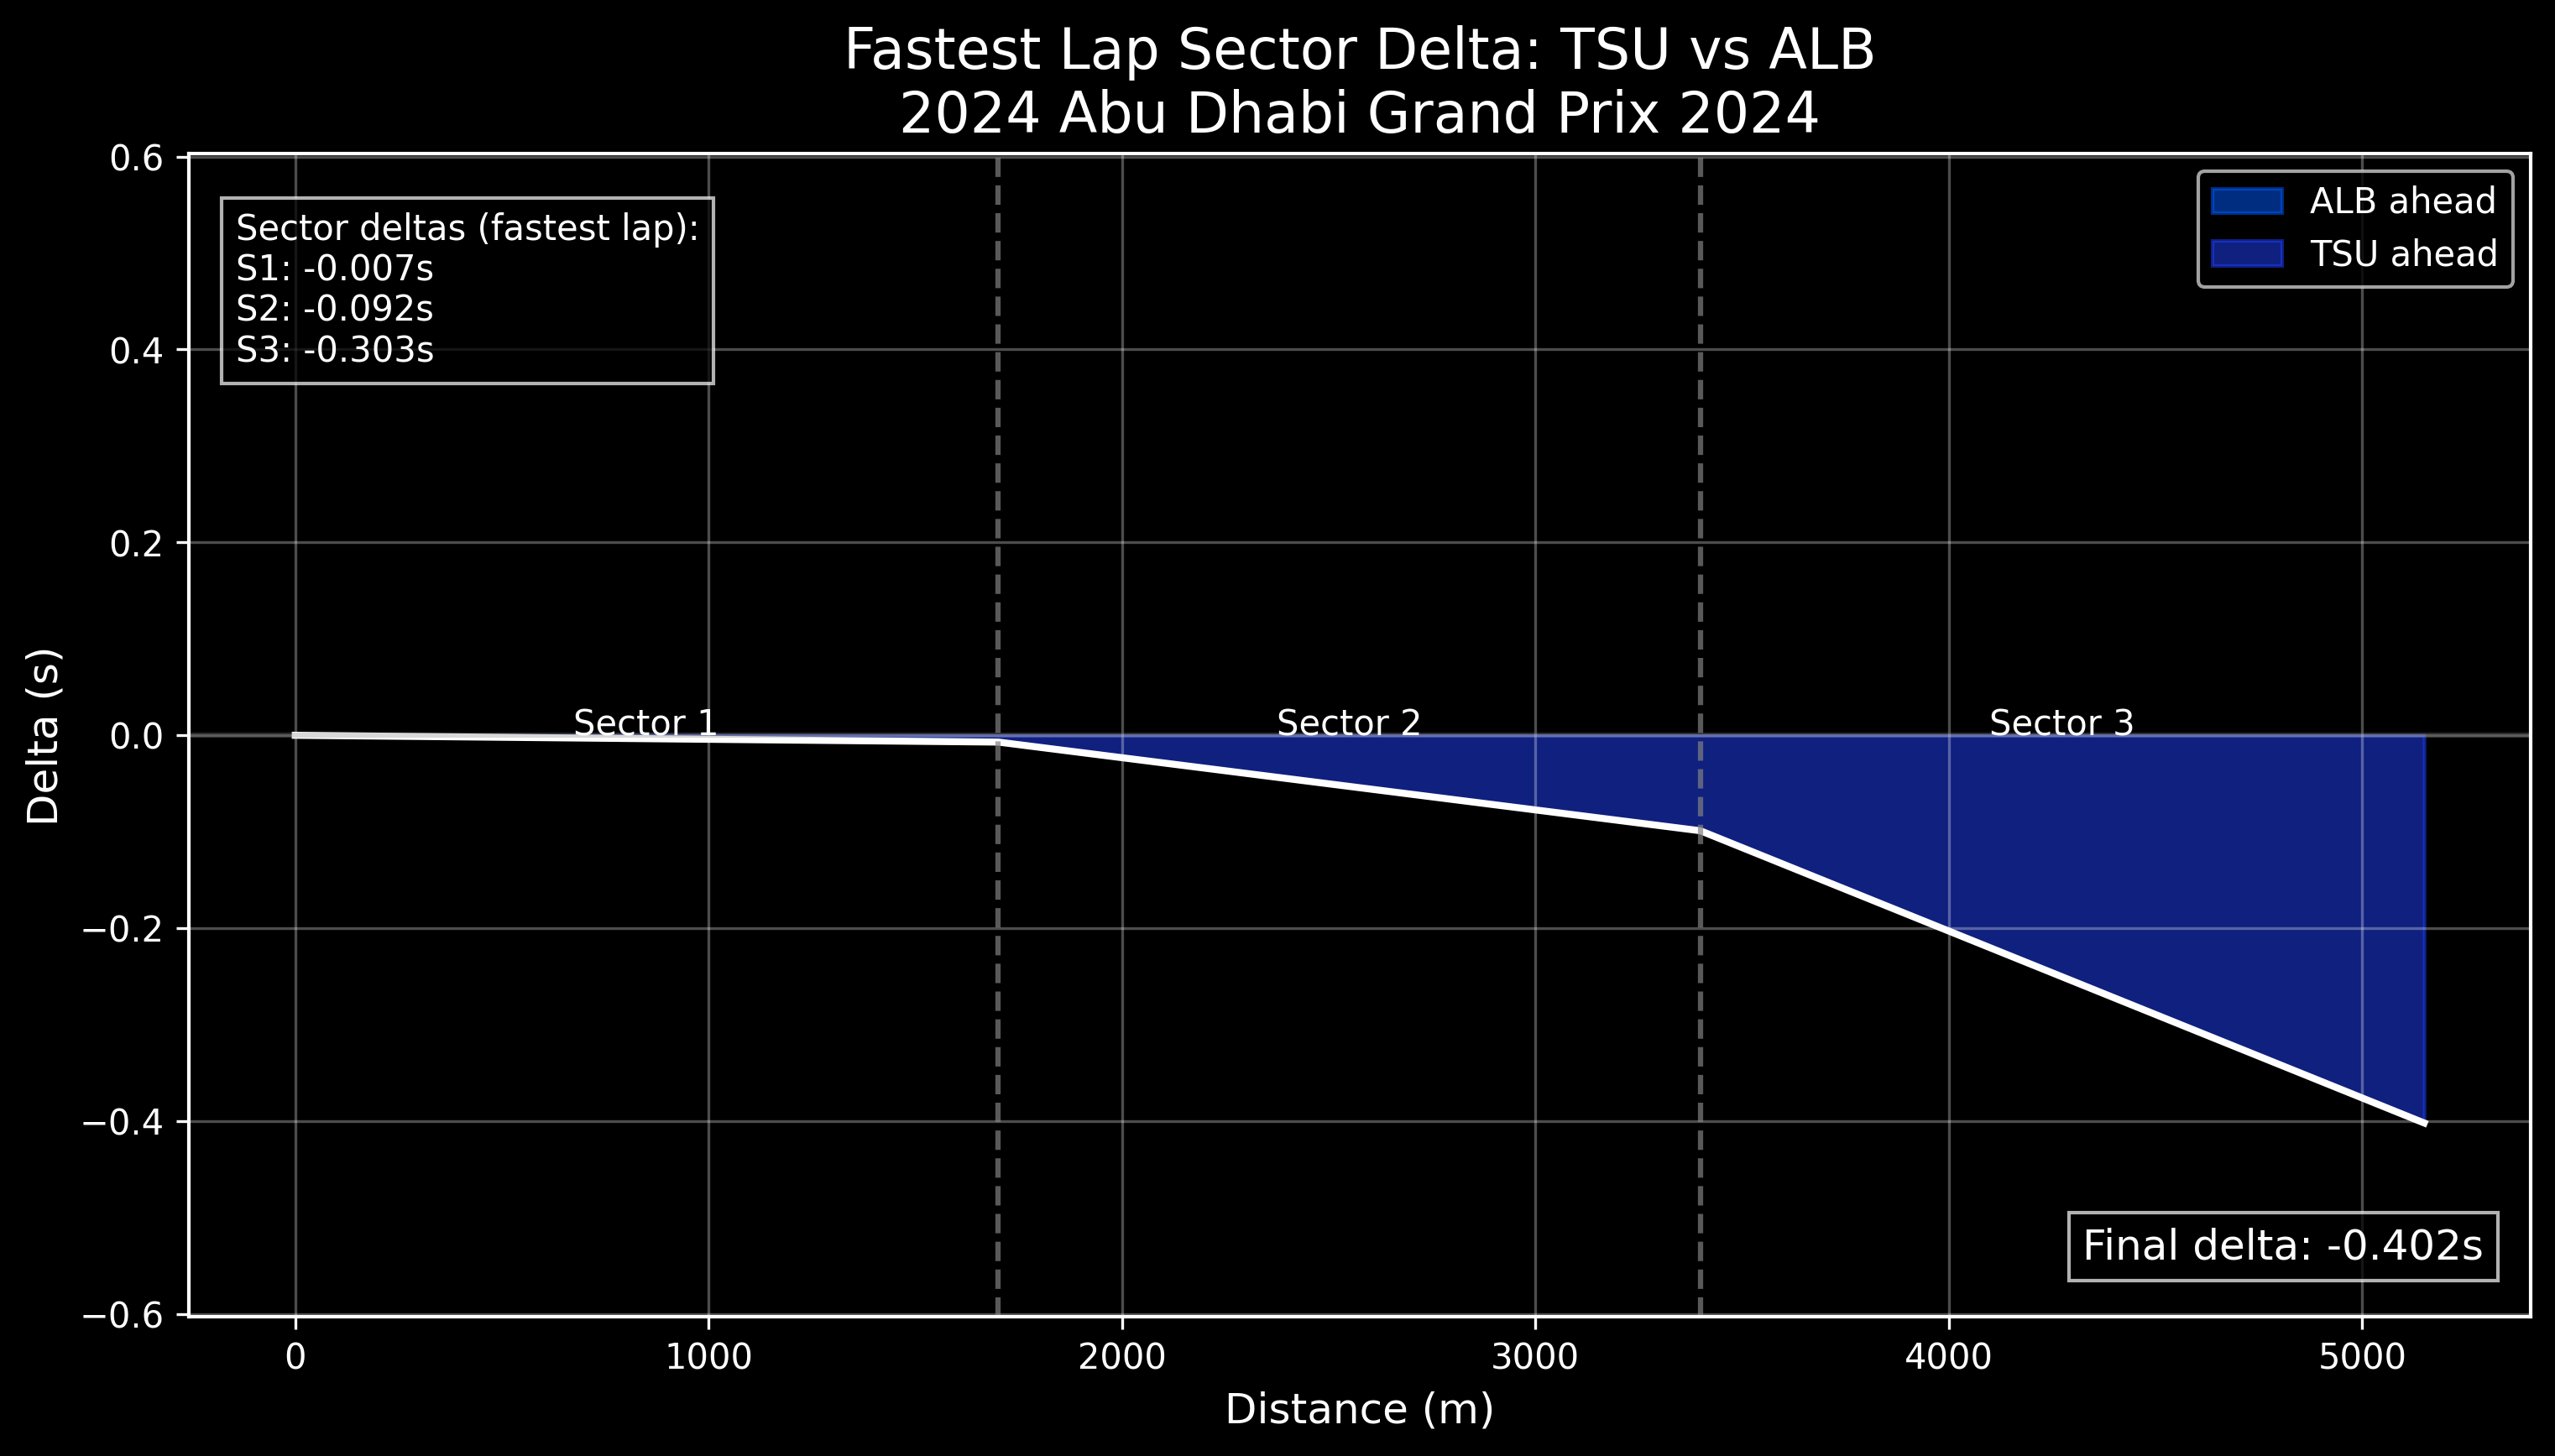 Fastest Lap Sector Delta: TSU vs ALB
2024 Abu Dhabi Grand Prix 2024
Sector deltas (fastest lap):
S1: -0.007s
S2: -0.092s
S3: -0.303s
ALB ahead
TSU ahead
0.6
0.4
0.2
0.0
−0.2
−0.4
−0.6
Delta (s)
Sector 1
Sector 2
Sector 3
Final delta: -0.402s
0
1000
2000
3000
4000
5000
Distance (m)